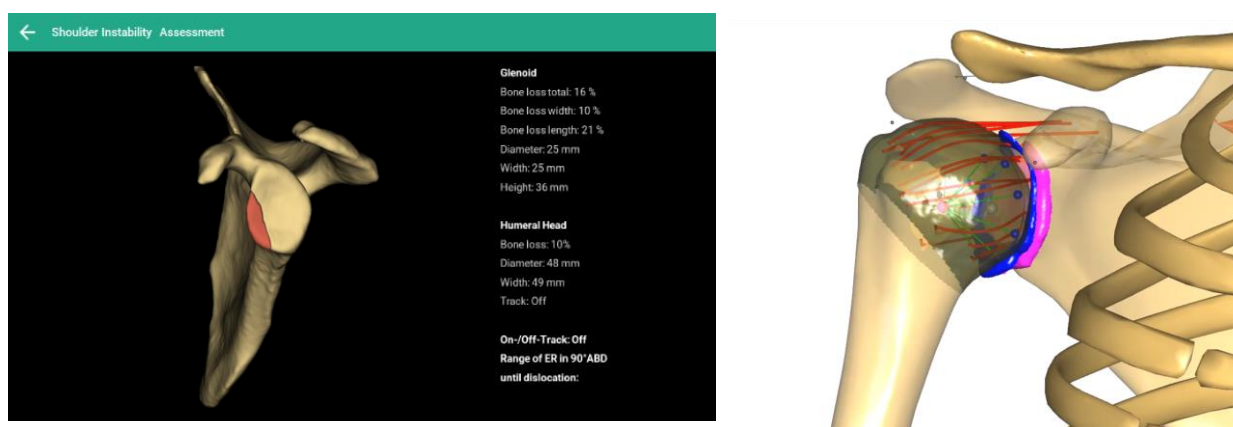 Shoulder Instability Assessment
Glenoid
Bone loss total: 16 %
Bone loss width: 10 %
Bone loss length: 21 %
Diameter: 25 mm
Width: 25 mm
Height: 36 mm
Humeral Head
Bone loss: 10%
Diameter: 48 mm
Width: 49 mm
Track: Off
On-/Off-Track: Off
Range of ER in 90°ABD
until dislocation: